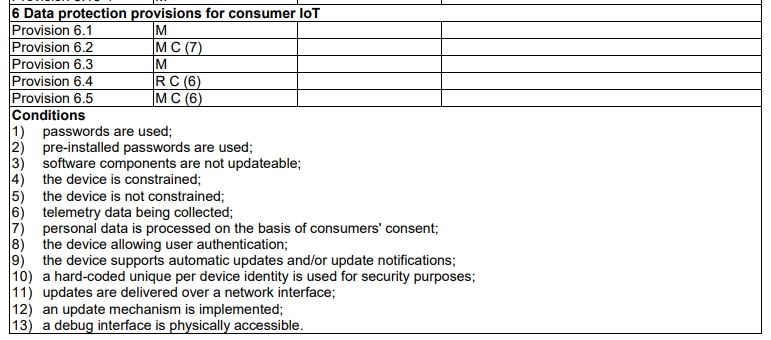 6 Data protection provisions for consumer IoT
Provision 6.1 M
Provision 6.2 M C (7)
Provision 6.3 M
Provision 6.4 R C (6)
Provision 6.5 M C (6)
Conditions
1) passwords are used;
2) pre-installed passwords are used;
3) software components are not updateable;
4) the device is constrained;
5) the device is not constrained;
6) telemetry data being collected;
7) personal data is processed on the basis of consumers' consent;
8) the device allowing user authentication;
9) the device supports automatic updates and/or update notifications;
10) a hard-coded unique per device identity is used for security purposes;
11) updates are delivered over a network interface;
12) an update mechanism is implemented;
13) a debug interface is physically accessible.